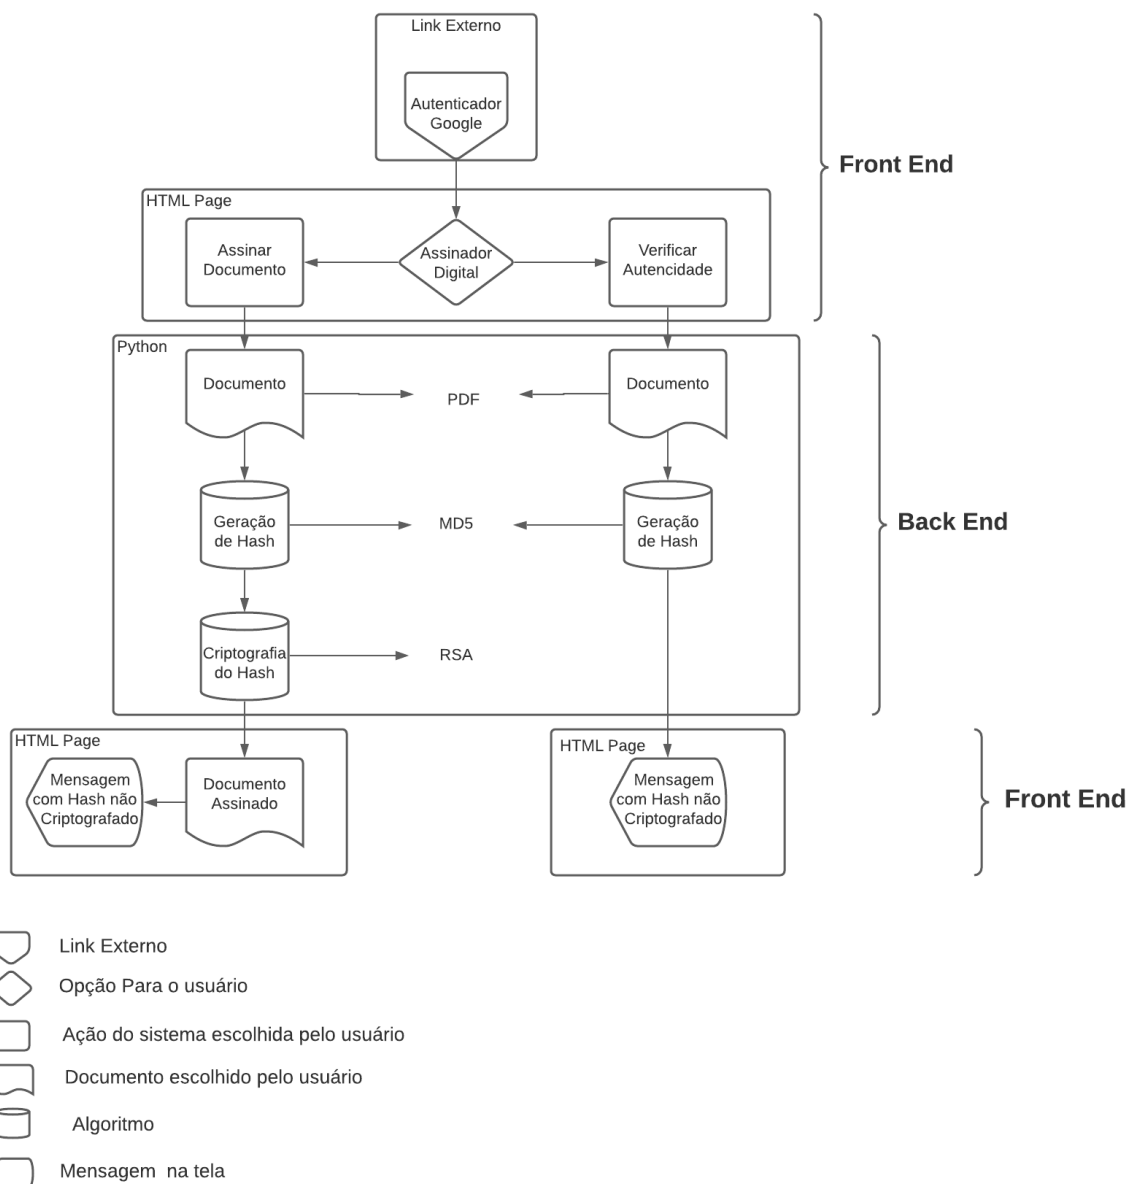 Link Externo
Autenticador
Google
Front End
HTML Page
Assinar
Documento
Assinador
Digital
Verificar
Autencidade
Python
Documento
PDF
Documento
Geração
de Hash
MD5
Geração
de Hash
Back End
Criptografia
do Hash
RSA
HTML Page
Mensagem
com Hash não
Criptografado
Documento
Assinado
HTML Page
Mensagem
com Hash não
Criptografado
Front End
Link Externo
Opção Para o usuário
Ação do sistema escolhida pelo usuário
Documento escolhido pelo usuário
Algoritmo
Mensagem  na tela